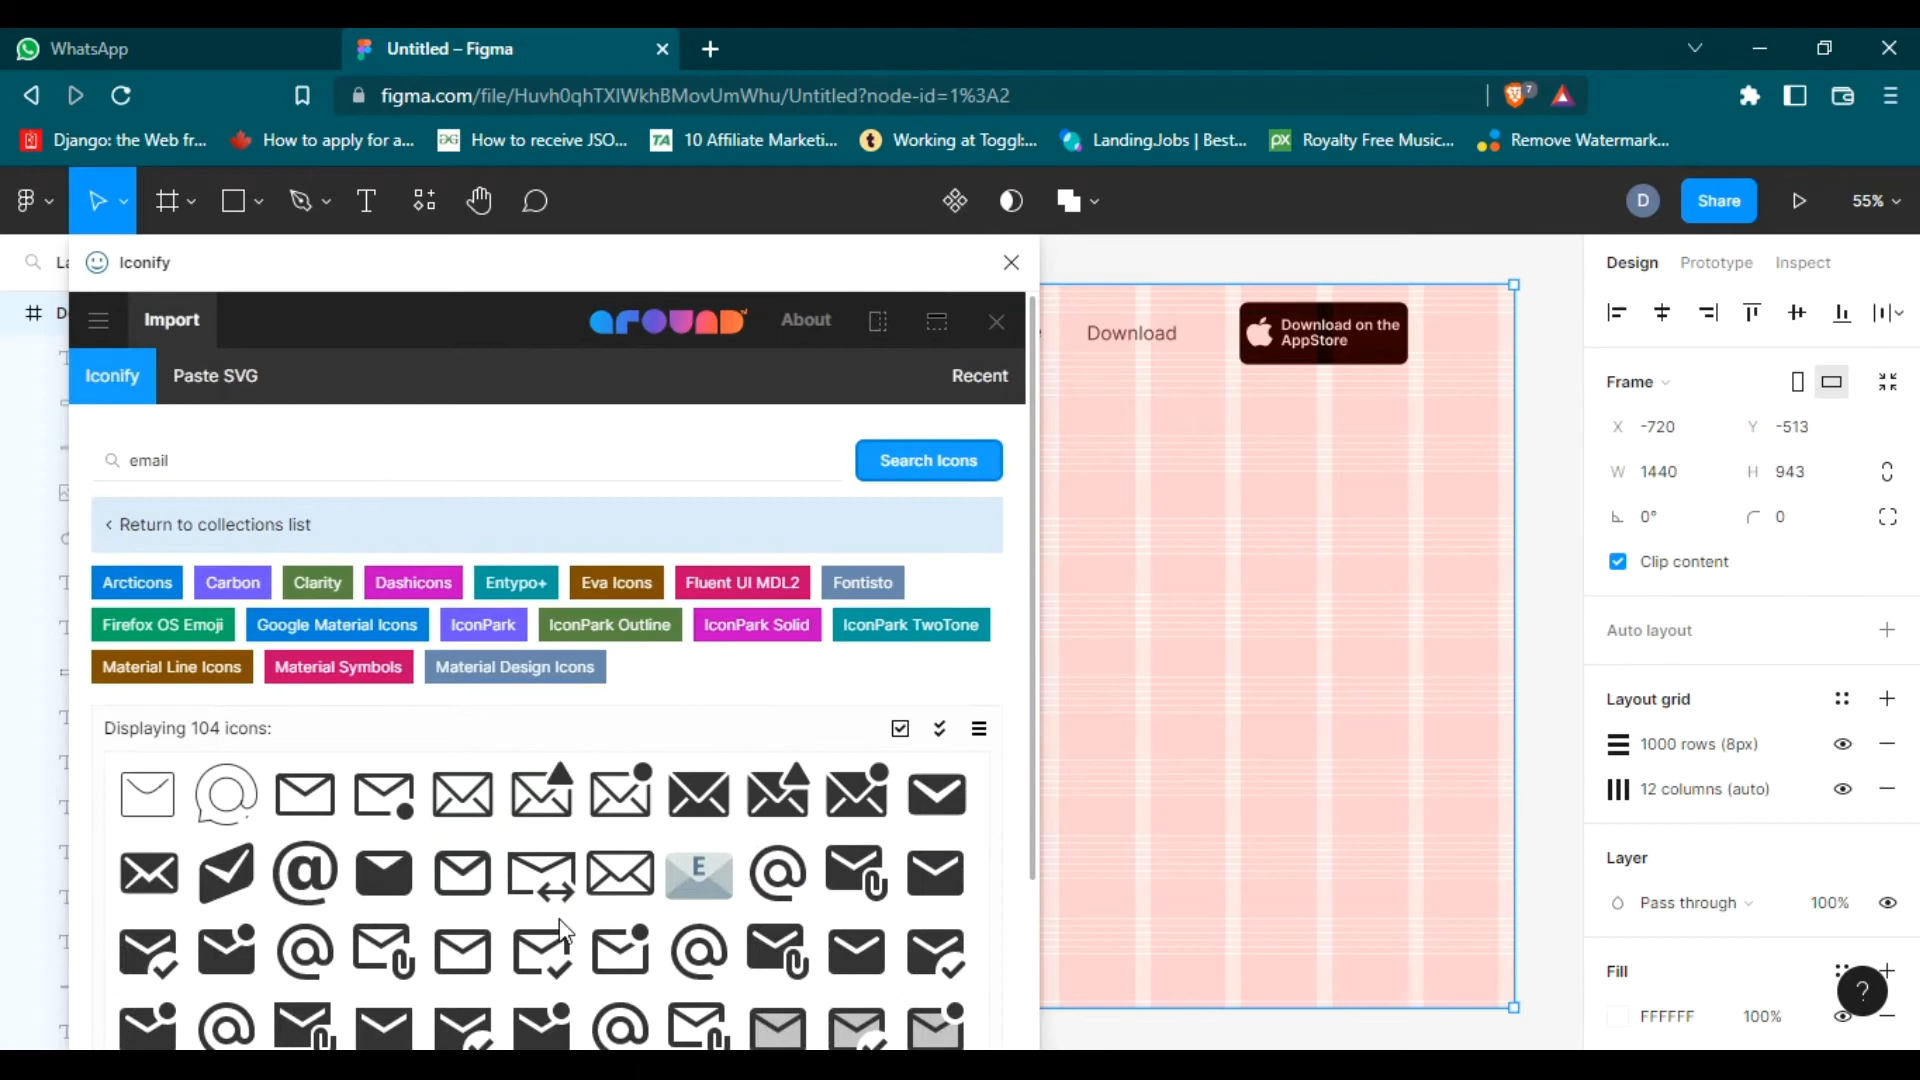 WhatsApp
Untitled – Figma
figma.com/file/Huvh0qhTXIWkhBMovUmWhu/Untitled?node-id=1%3A2
7
Django: the Web fr...
How to apply for a...
How to receive JSO...
TA
10 Affiliate Marketi...
Working at Toggl:...
LandingJobs | Best...
PX
Royalty Free Music...
Remove Watermark...
D
Share
55%
La
Iconify
D
Import
around
About
Iconify
Paste SVG
Recent
email
Search Icons
< Return to collections list
Arcticons
Carbon
Clarity
Dashicons
Entypo+
Eva Icons
Fluent UI MDL2
Fontisto
Firefox OS Emoji
Google Material Icons
IconPark
IconPark Outline
IconPark Solid
IconPark TwoTone
Material Line Icons
Material Symbols
Material Design Icons
Displaying 104 icons:
E
Download
Download on the
AppStore
Design
Prototype
Inspect
Frame
X -720
Y -513
W 1440
H 943
0°
0
Clip content
Auto layout
Layout grid
1000 rows (8px)
12 columns (auto)
Layer
Pass through
100%
Fill
?
FFFFFF
100%